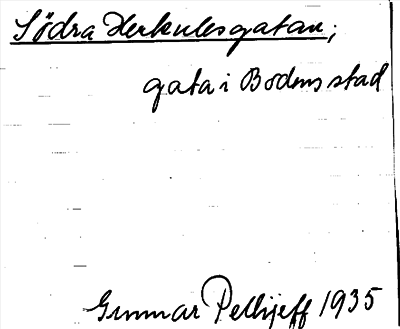 Södra Herkulesgatan;
gata i Bodens stad
Gunnar Pellijeff 1935